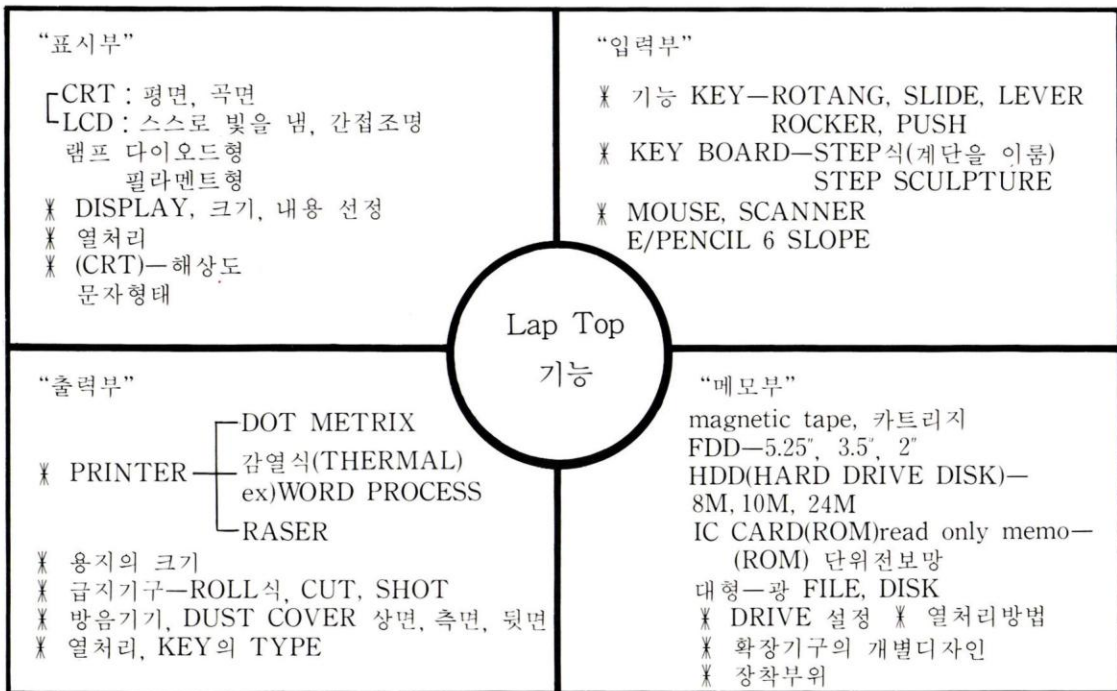 “표시부”
CRT : 평면, 곡면
LCD : 스스로 빛을 냄, 간접조명
램프 다이오드형
필라멘트형
⁕ DISPLAY, 크기, 내용 선정
⁕ 열처리
⁕ (CRT)—해상도
문자형태
“입력부”
⁕ 기능 KEY—ROTANG, SLIDE, LEVER
ROCKER, PUSH
⁕ KEY BOARD—STEP식(계단을 이룸)
STEP SCULPTURE
⁕ MOUSE, SCANNER
E/PENCIL 6 SLOPE
Lap Top
기능
“출력부”
DOT METRIX
⁕ PRINTER
감열식(THERMAL)
ex)WORD PROCESS
RASER
⁕ 용지의 크기
⁕ 급지기구—ROLL식, CUT, SHOT
⁕ 방음기기, DUST COVER 상면, 측면, 뒷면
⁕ 열처리, KEY의 TYPE
“메모부”
magnetic tape, 카트리지
FDD—5.25″, 3.5″, 2″
HDD(HARD DRIVE DISK)—
8M, 10M, 24M
IC CARD(ROM)read only memo—
(ROM) 단위전보망
대형—광 FILE, DISK
⁕ DRIVE 설정 ⁕ 열처리방법
⁕ 확장기구의 개별디자인
⁕ 장착부위